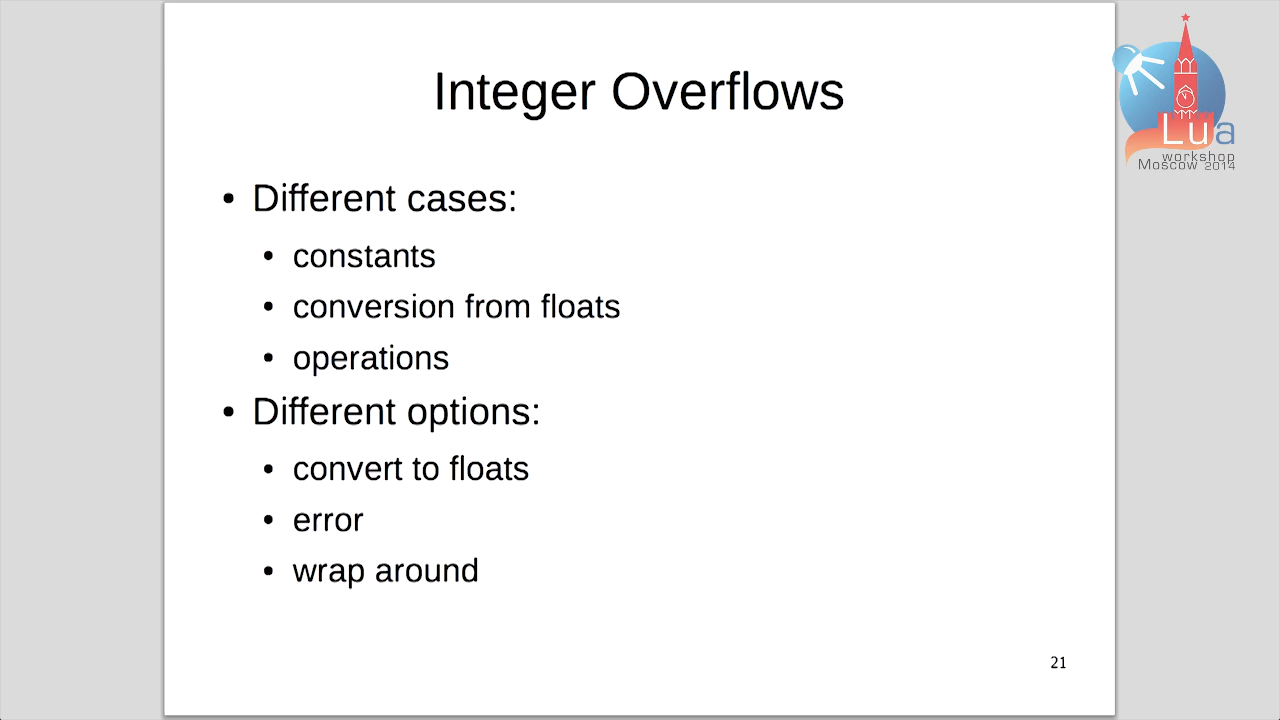 Integer Overflows
• Different cases:
• constants
• conversion from floats
• operations
• Different options:
• convert to floats
• error
• wrap around
21
Lua
workshop
Moscow 2014